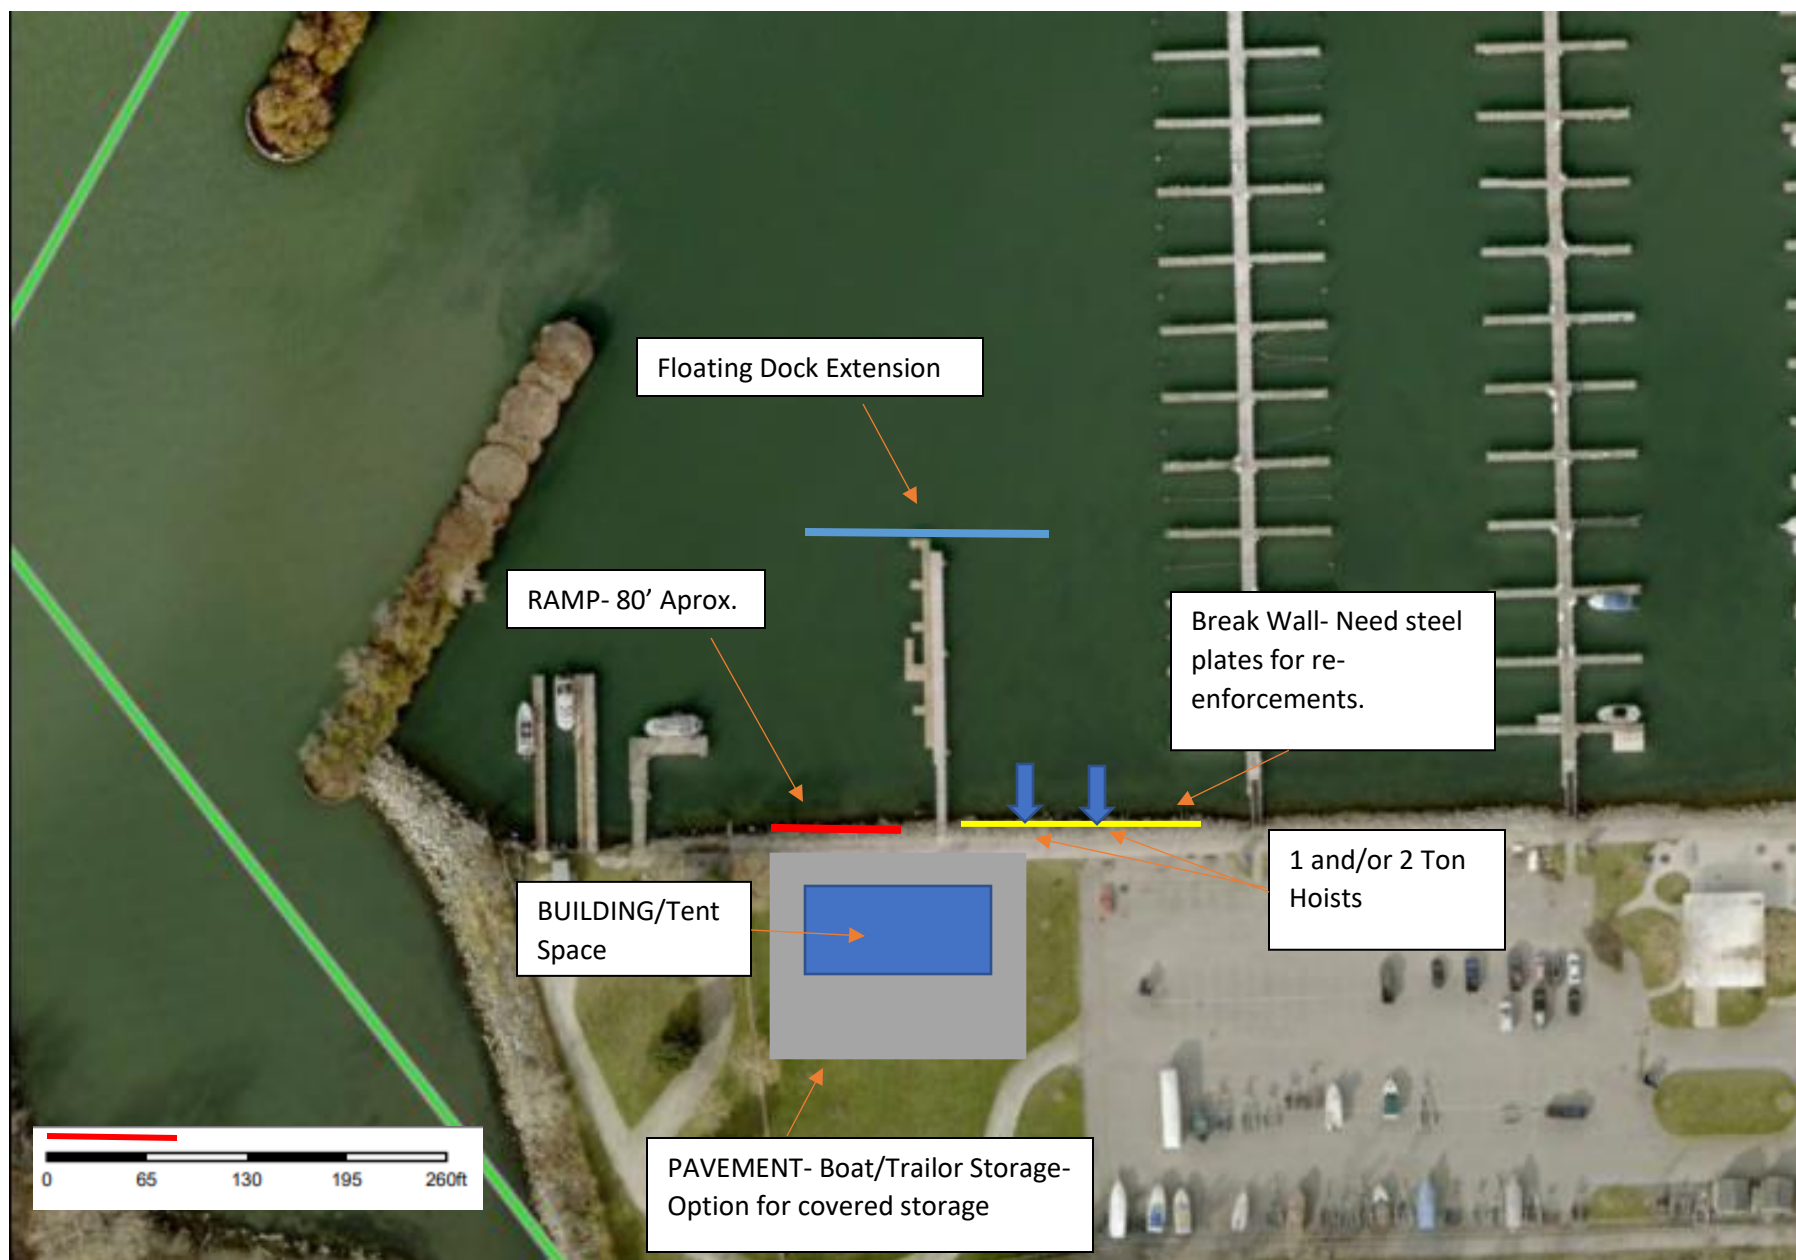 Floating Dock Extension
RAMP- 80’ Aprox.
Break Wall- Need steel
plates for re-
enforcements.
1 and/or 2 Ton
Hoists
BUILDING/Tent
Space
PAVEMENT- Boat/Trailor Storage-
Option for covered storage
0 65 130 195 260ft